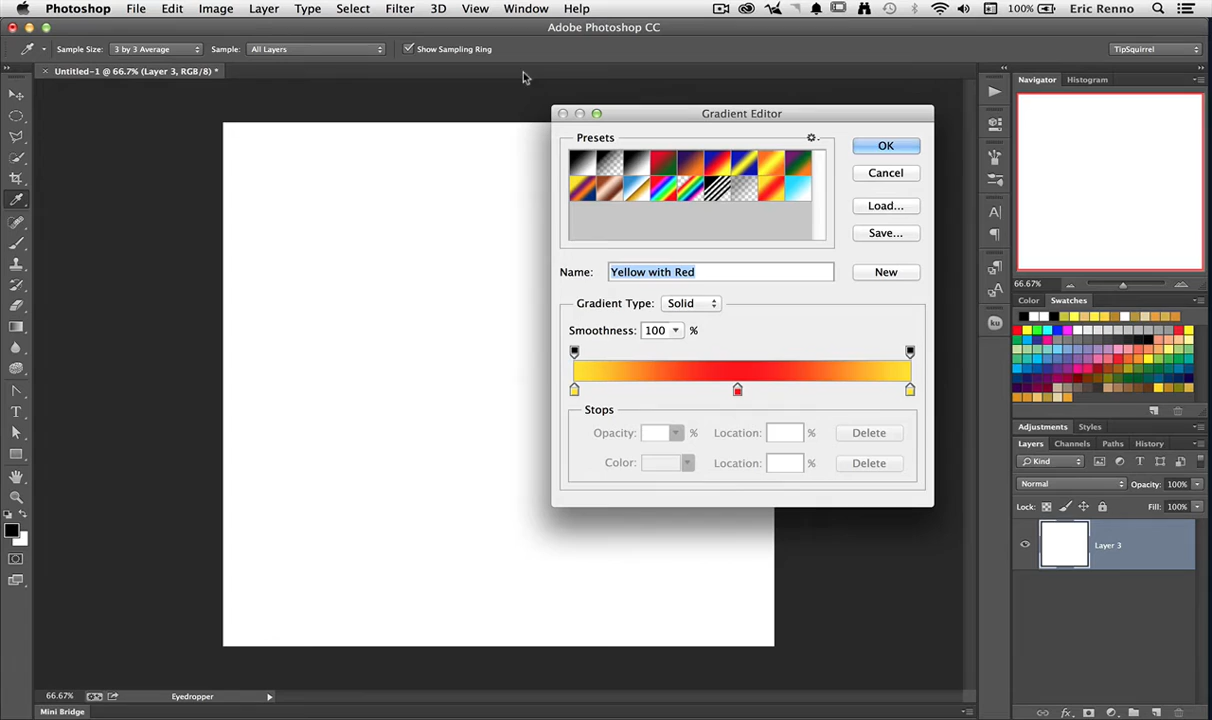 Photoshop File Edit Image Layer Type Select Filter 3D View Window Help 100% Eric Renno
Adobe Photoshop CC
Sample Size: 3 by 3 Average Sample: All Layers Show Sampling Ring TipSquirrel
Untitled-1 @ 66.7% (Layer 3, RGB/8) *
Navigator Histogram
Gradient Editor
Presets
OK
Cancel
Load...
Save...
Name: Yellow with Red New
66.67%
Color Swatches
Gradient Type: Solid
Smoothness: 100 %
ku
Stops
Opacity: % Location: % Delete
Color: Location: % Delete
Adjustments Styles
Layers Channels Paths History
Kind
Normal Opacity: 100%
Lock: Fill: 100%
Layer 3
66.67% Eyedropper
Mini Bridge